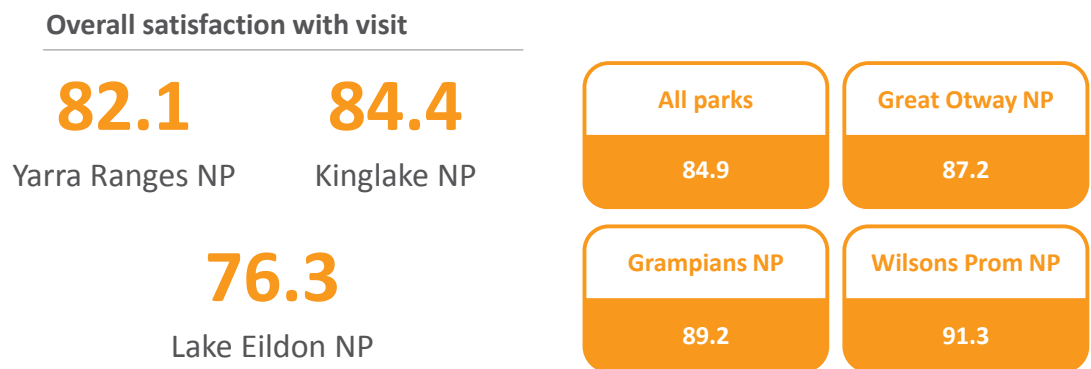 Overall satisfaction with visit
82.1
Yarra Ranges NP
84.4
Kinglake NP
76.3
Lake Eildon NP
All parks
84.9
Great Otway NP
87.2
Grampians NP
89.2
Wilsons Prom NP
91.3